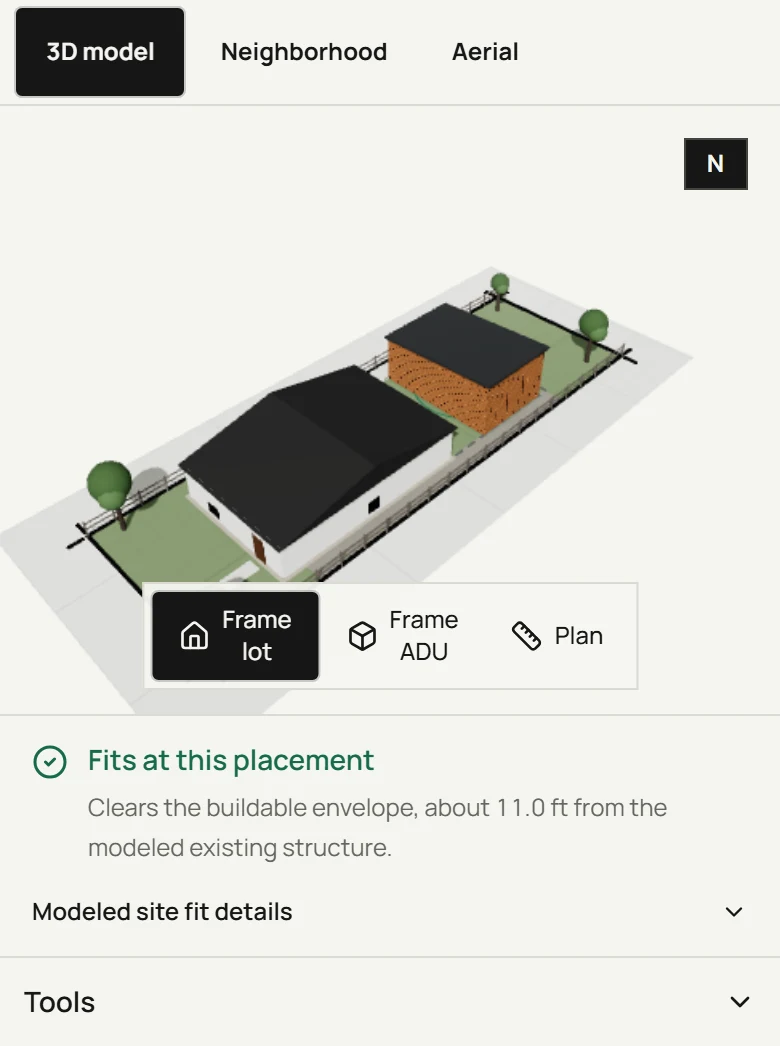 3D model
Neighborhood
Aerial
N
Frame
lot
Frame
ADU
Plan
Fits at this placement
Clears the buildable envelope, about 11.0 ft from the
modeled existing structure.
Modeled site fit details
Tools